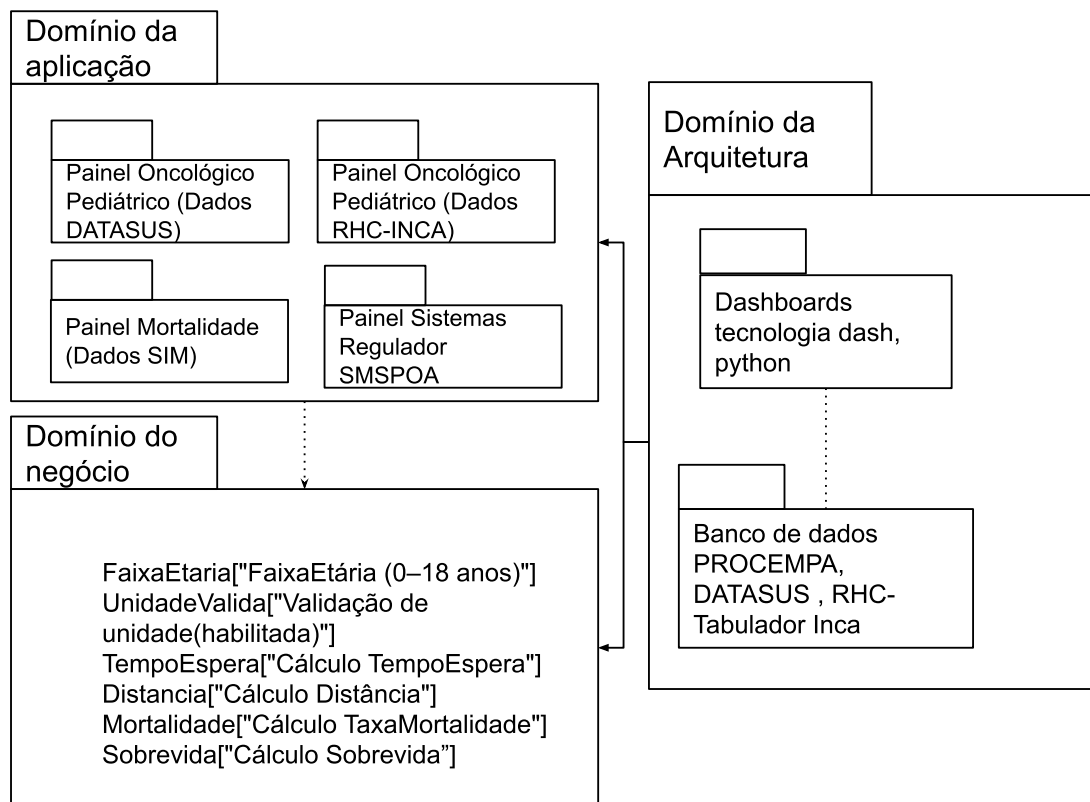 Domínio da
aplicação
Painel Oncológico
Pediátrico (Dados
DATASUS)
Painel Oncológico
Pediátrico (Dados
RHC-INCA)
Painel Mortalidade
(Dados SIM)
Painel Sistemas
Regulador
SMSPOA
Domínio do
negócio
FaixaEtaria["FaixaEtária (0–18 anos)"]
UnidadeValida["Validação de
unidade(habilitada)"]
TempoEspera["Cálculo TempoEspera"]
Distancia["Cálculo Distância"]
Mortalidade["Cálculo TaxaMortalidade"]
Sobrevida["Cálculo Sobrevida”]
Domínio da
Arquitetura
Dashboards
tecnologia dash,
python
Banco de dados
PROCEMPA,
DATASUS , RHC-
Tabulador Inca